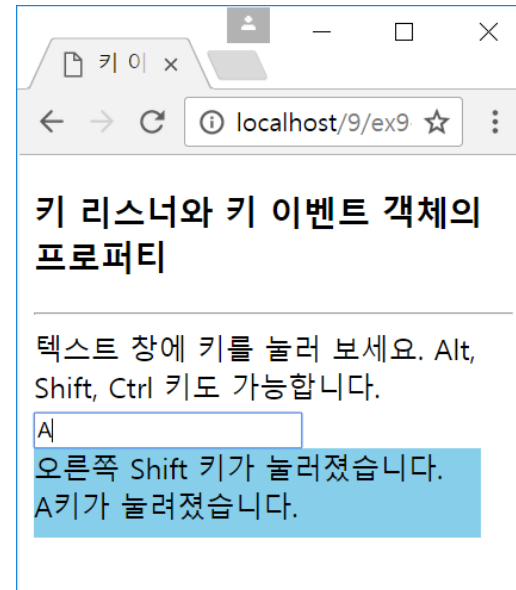 키 이
localhost/9/ex9
키 리스너와 키 이벤트 객체의
프로퍼티
텍스트 창에 키를 눌러 보세요. Alt,
Shift, Ctrl 키도 가능합니다.
A
오른쪽 Shift 키가 눌러졌습니다.
A키가 눌려졌습니다.